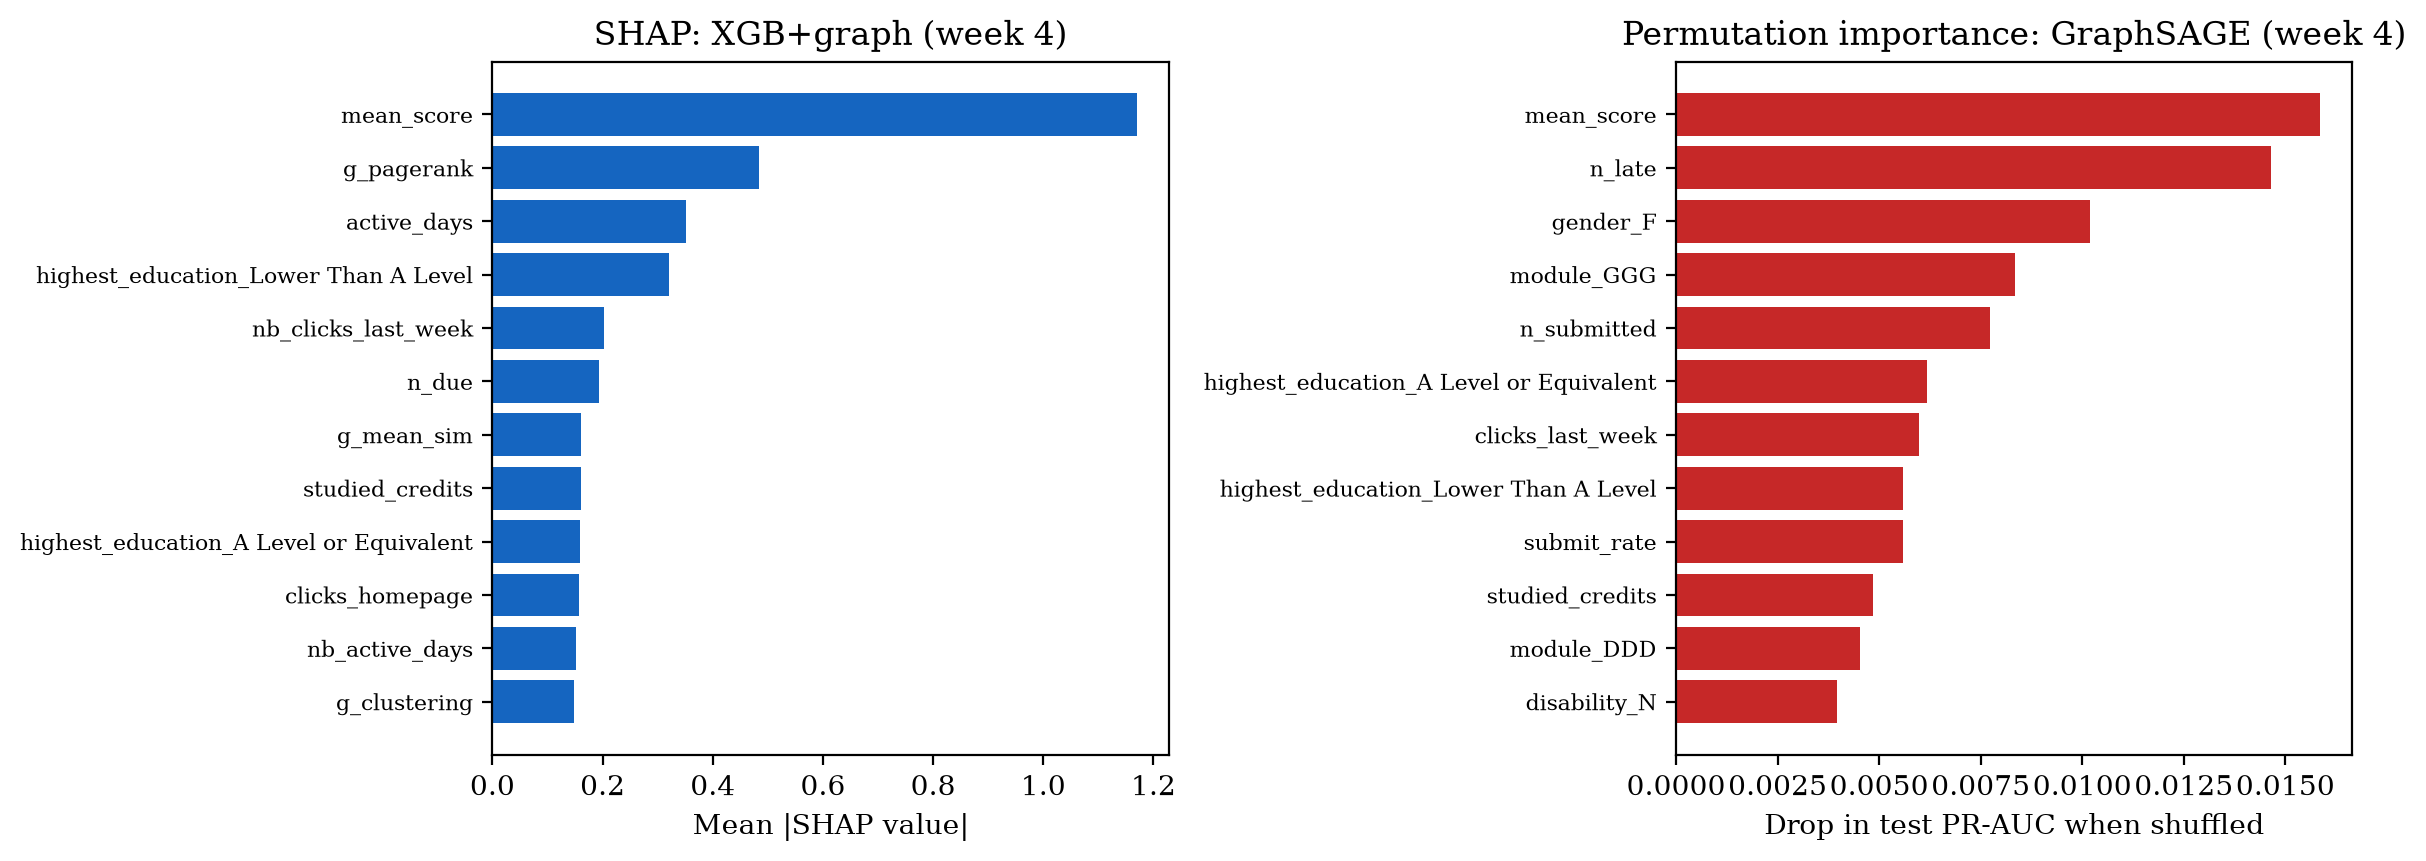 SHAP: XGB+graph (week 4)
mean_score
g_pagerank
active_days
highest_education_Lower Than A Level
nb_clicks_last_week
n_due
g_mean_sim
studied_credits
highest_education_A Level or Equivalent
clicks_homepage
nb_active_days
g_clustering
0.0 0.2 0.4 0.6 0.8 1.0 1.2
Mean |SHAP value|
Permutation importance: GraphSAGE (week 4)
mean_score
n_late
gender_F
module_GGG
n_submitted
highest_education_A Level or Equivalent
clicks_last_week
highest_education_Lower Than A Level
submit_rate
studied_credits
module_DDD
disability_N
0.0000 0.0025 0.0050 0.0075 0.0100 0.0125 0.0150
Drop in test PR-AUC when shuffled